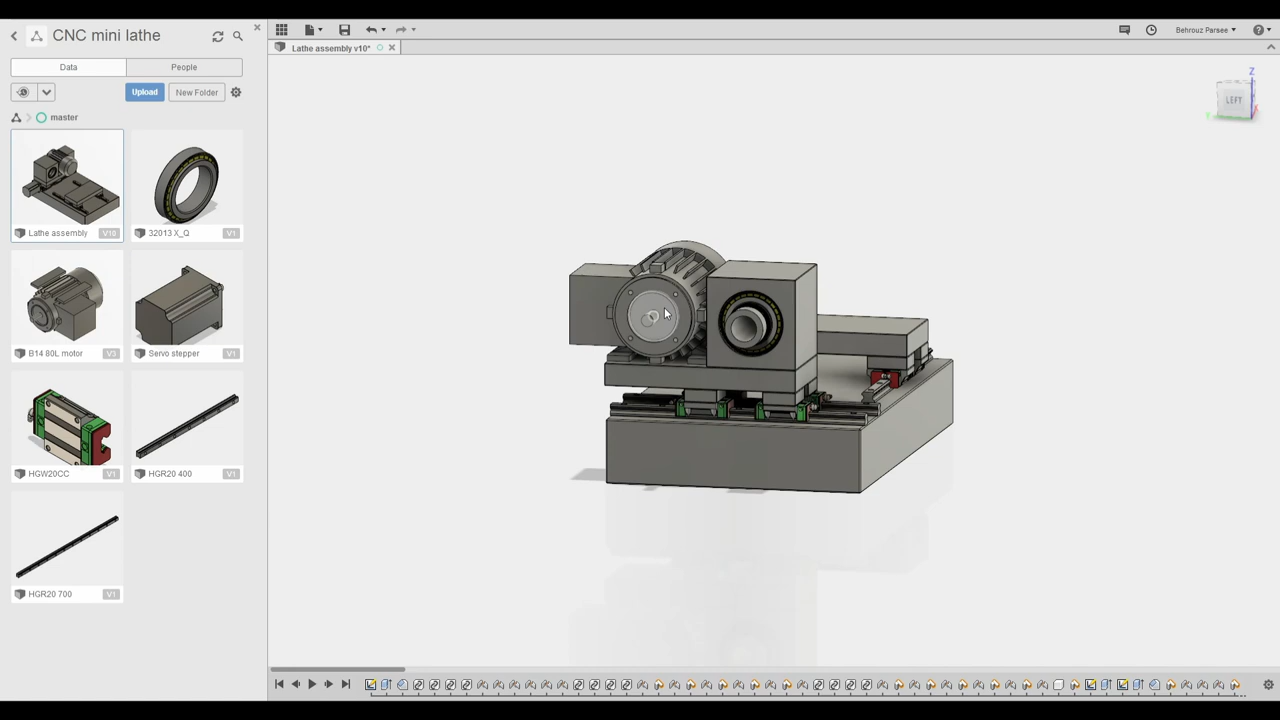 CNC mini lathe
Data
People
Upload
New Folder
master
Lathe assembly
V10
32013 X_Q
V1
B14 80L motor
V3
Servo stepper
V1
HGW20CC
V1
HGR20 400
V1
HGR20 700
V1
Lathe assembly v10*
Behrouz Parsee
Z
LEFT